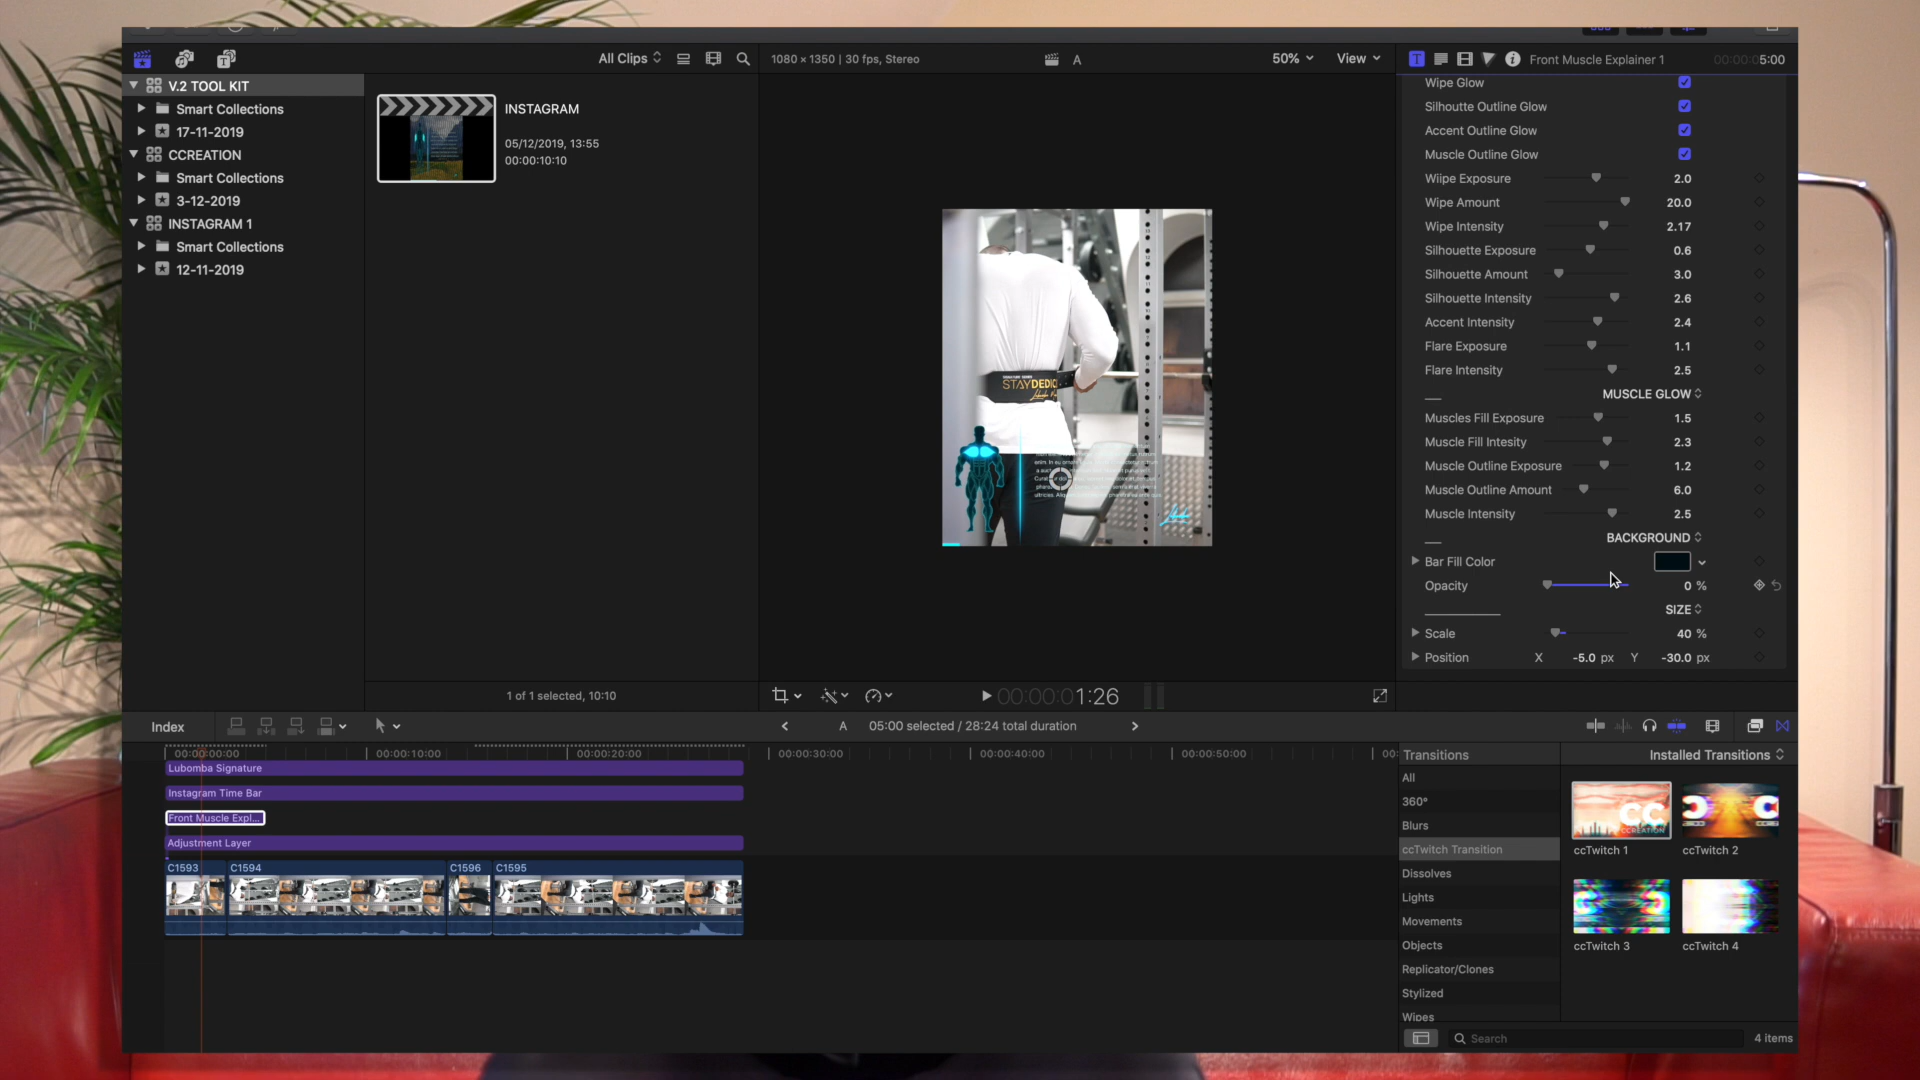 All Clips
1080 × 1350 | 30 fps, Stereo
A
50%
View
Front Muscle Explainer 1
00:00:05:00
V.2 TOOL KIT
Smart Collections
17-11-2019
CCREATION
Smart Collections
3-12-2019
INSTAGRAM 1
Smart Collections
12-11-2019
INSTAGRAM
05/12/2019, 13:55
00:00:10:10
1 of 1 selected, 10:10
STAYDEDIC
Wipe Glow
Silhoutte Outline Glow
Accent Outline Glow
Muscle Outline Glow
Wiipe Exposure 2.0
Wipe Amount 20.0
Wipe Intensity 2.17
Silhouette Exposure 0.6
Silhouette Amount 3.0
Silhouette Intensity 2.6
Accent Intensity 2.4
Flare Exposure 1.1
Flare Intensity 2.5
MUSCLE GLOW
Muscles Fill Exposure 1.5
Muscle Fill Intesity 2.3
Muscle Outline Exposure 1.2
Muscle Outline Amount 6.0
Muscle Intensity 2.5
BACKGROUND
Bar Fill Color
Opacity 0 %
SIZE
Scale 40 %
Position X -5.0 px Y -30.0 px
00:00:01:26
Index
A 05:00 selected / 28:24 total duration
00:00:00:00 00:00:10:00 00:00:20:00 00:00:30:00 00:00:40:00 00:00:50:00 00:
Lubomba Signature
Instagram Time Bar
Front Muscle Expl...
Adjustment Layer
C1593 C1594 C1596 C1595
Transitions
Installed Transitions
All
360°
Blurs
ccTwitch Transition
Dissolves
Lights
Movements
Objects
Replicator/Clones
Stylized
Wipes
CC
CCREATION
ccTwitch 1
ccTwitch 2
ccTwitch 3
ccTwitch 4
Search
4 items